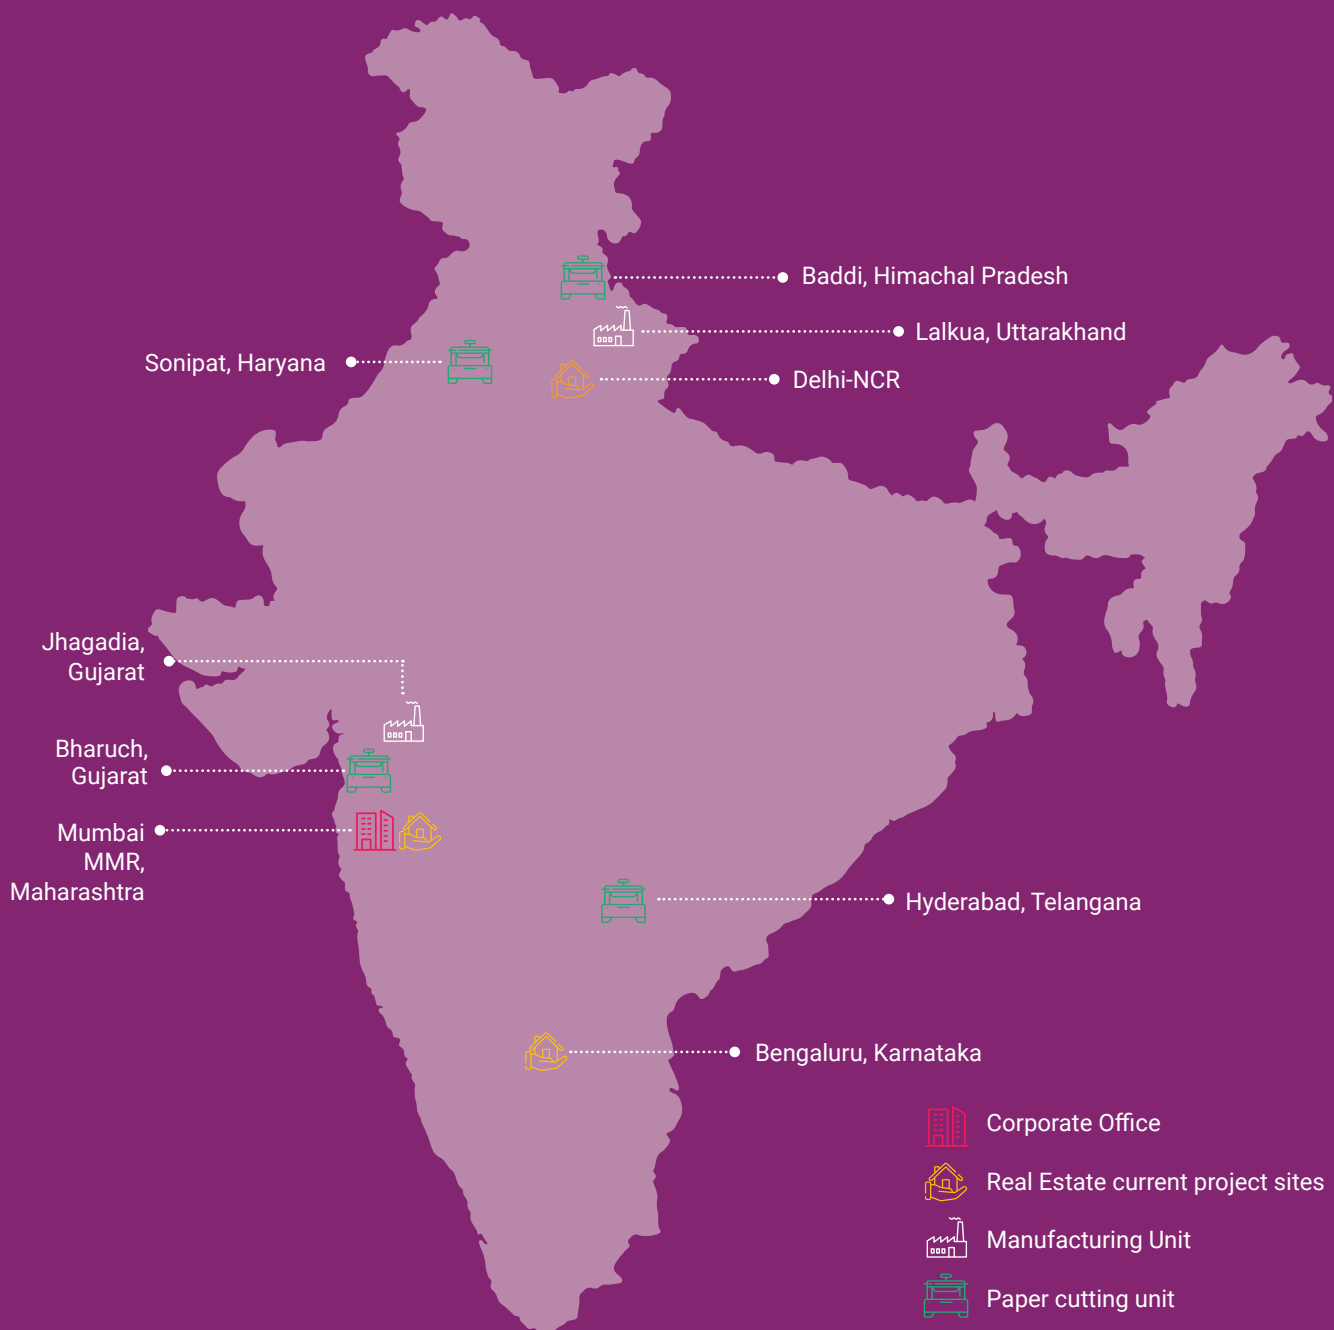 Baddi, Himachal Pradesh
Lalkua, Uttarakhand
Sonipat, Haryana
Delhi-NCR
Jhagadia,
Gujarat
Bharuch,
Gujarat
Mumbai
MMR,
Maharashtra
Hyderabad, Telangana
Bengaluru, Karnataka
Corporate Office
Real Estate current project sites
Manufacturing Unit
Paper cutting unit